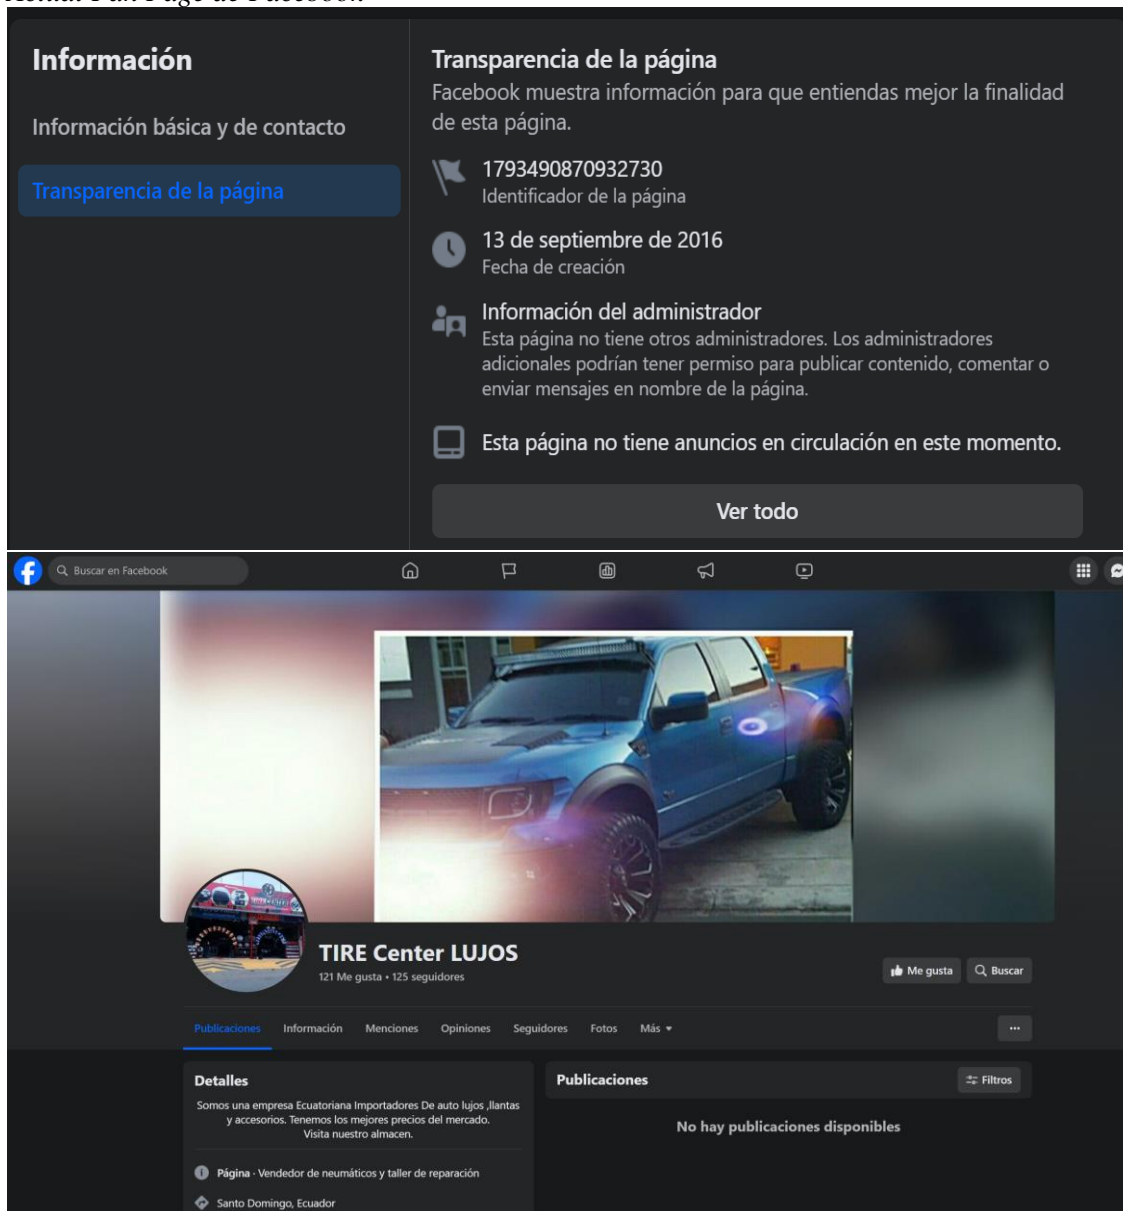 Actual Fan Page de Facebook
Información
Información básica y de contacto
Transparencia de la página
Transparencia de la página
Facebook muestra información para que entiendas mejor la finalidad
de esta página.
1793490870932730
Identificador de la página
13 de septiembre de 2016
Fecha de creación
Información del administrador
Esta página no tiene otros administradores. Los administradores
adicionales podrían tener permiso para publicar contenido, comentar o
enviar mensajes en nombre de la página.
Esta página no tiene anuncios en circulación en este momento.
Ver todo
Buscar en Facebook
TIRE Center LUJOS
121 Me gusta • 125 seguidores
Me gusta
Buscar
Publicaciones
Información
Menciones
Opiniones
Seguidores
Fotos
Más
Detalles
Somos una empresa Ecuatoriana Importadores De auto lujos ,llantas
y accesorios. Tenemos los mejores precios del mercado.
Visita nuestro almacen.
Página · Vendedor de neumáticos y taller de reparación
Santo Domingo, Ecuador
Publicaciones
Filtros
No hay publicaciones disponibles